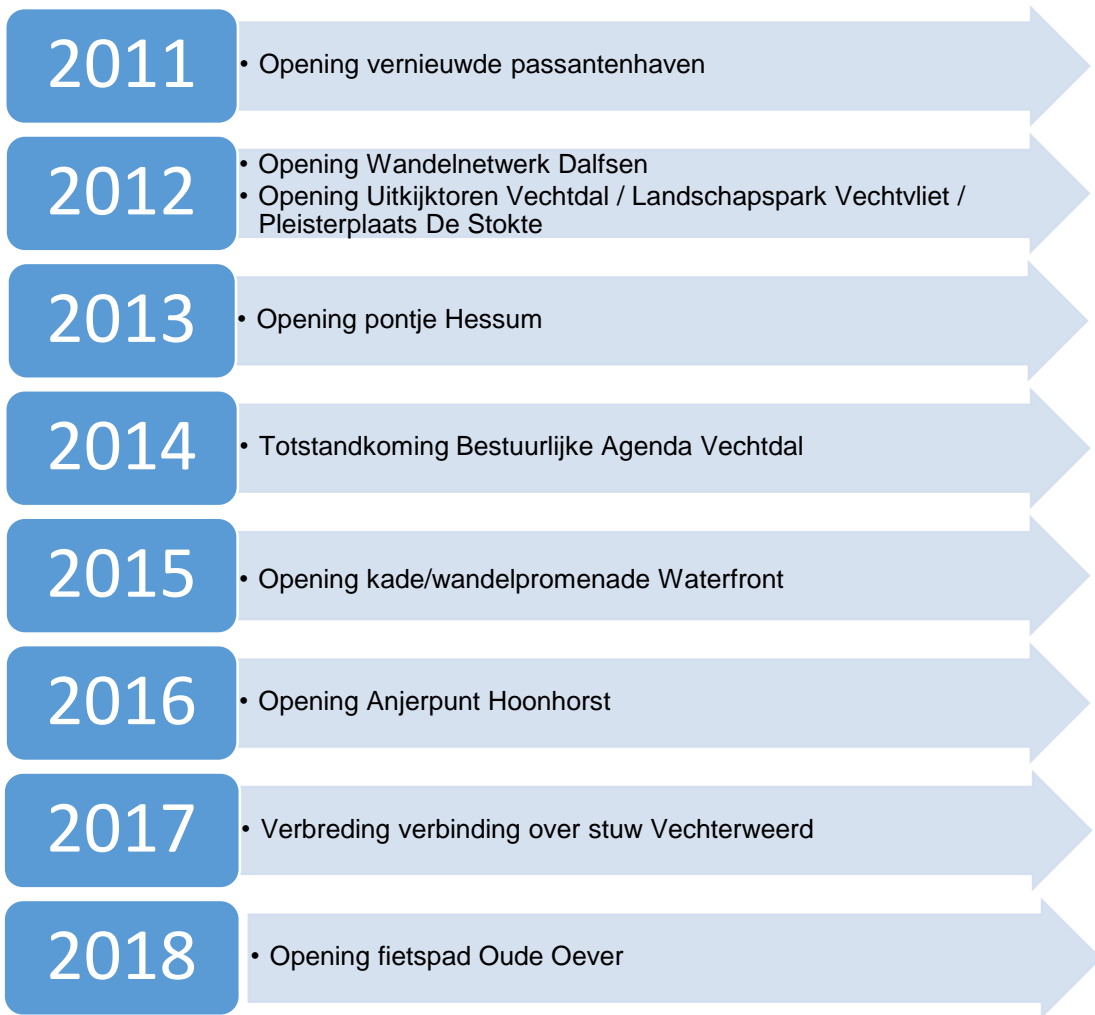 2011
• Opening vernieuwde passantenhaven
2012
• Opening Wandelnetwerk Dalfsen
• Opening Uitkijktoren Vechtdal / Landschapspark Vechtvliet /
Pleisterplaats De Stokte
2013
• Opening pontje Hessum
2014
• Totstandkoming Bestuurlijke Agenda Vechtdal
2015
• Opening kade/wandelpromenade Waterfront
2016
• Opening Anjerpunt Hoonhorst
2017
• Verbreding verbinding over stuw Vechterweerd
2018
• Opening fietspad Oude Oever